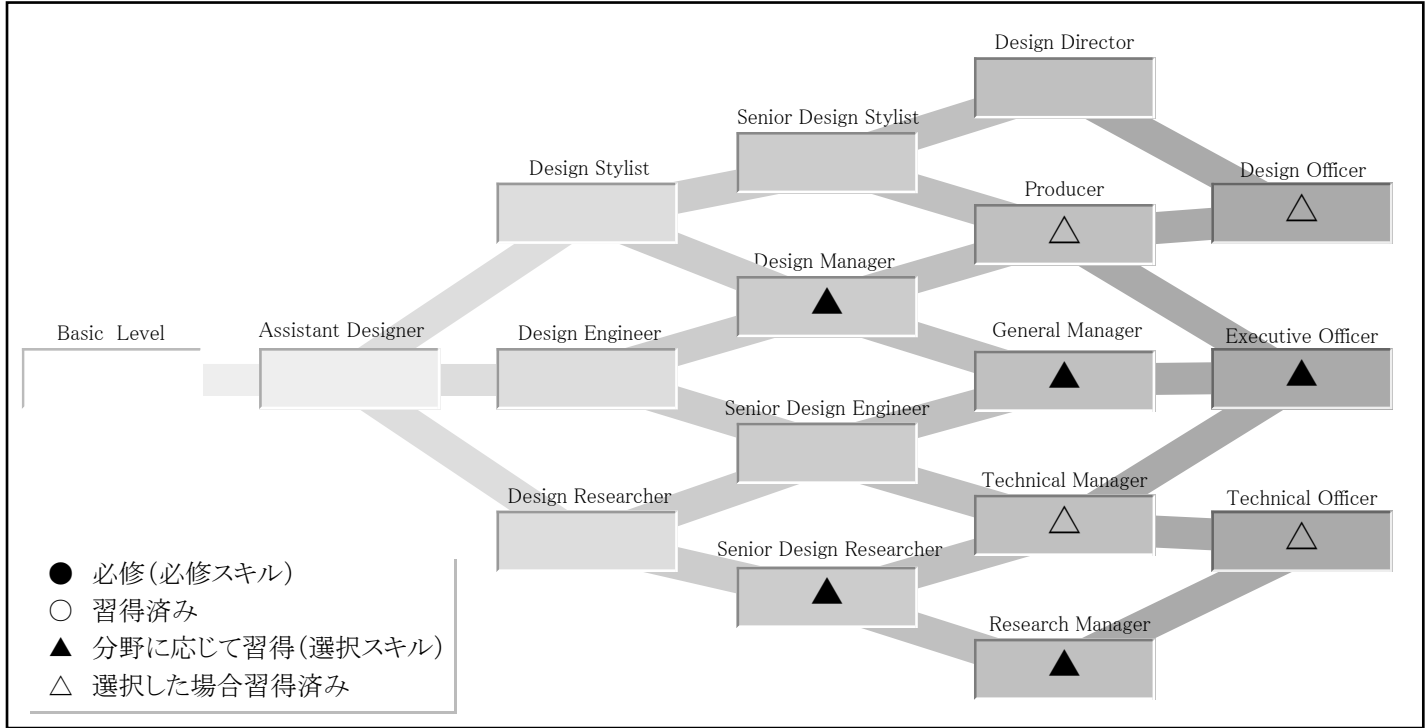 Design Director
Senior Design Stylist
Design Stylist
Design Officer
Producer
△
△
Design Manager
▲
Basic Level
Assistant Designer
Design Engineer
General Manager
Executive Officer
▲
▲
Senior Design Engineer
Design Researcher
Technical Manager
Technical Officer
△
△
Senior Design Researcher
▲
Research Manager
▲
● 必修(必修スキル)
○ 習得済み
▲ 分野に応じて習得(選択スキル)
△ 選択した場合習得済み